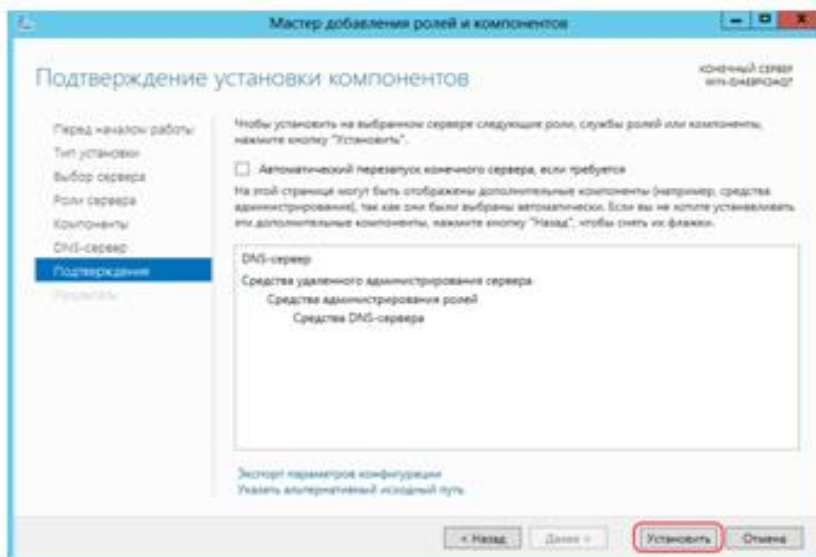 Мастер добавления ролей и компонентов
Подтверждение установки компонентов
КОНЕЧНЫЙ СЕРВЕР
Перед началом работы
Тип установки
Выбор сервера
Роли сервера
Компоненты
DNS-сервер
Подтверждение
Результаты
Чтобы установить на выбранном сервере следующие роли, службы ролей или компоненты,
нажмите кнопку "Установить".
Автоматический перезапуск конечного сервера, если требуется
На этой странице могут быть отображены дополнительные компоненты (например, средства
администрирования), так как они были выбраны автоматически. Если вы не хотите устанавливать
эти дополнительные компоненты, нажмите кнопку "Назад", чтобы снять их флажки.
DNS-сервер
Средства удаленного администрирования сервера
Средства администрирования ролей
Средства DNS-сервера
Экспорт параметров конфигурации
Указать альтернативный исходный путь
< Назад
Далее >
Установить
Отмена